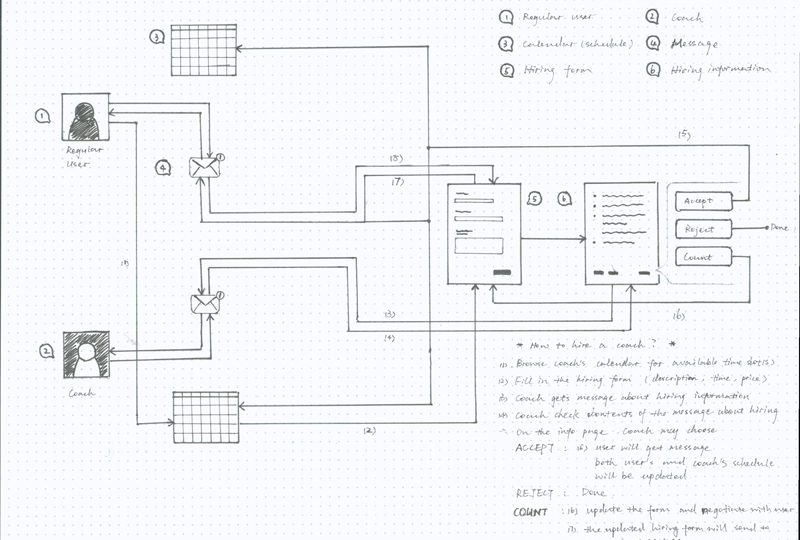 ① Regular user
② Coach
③ Calendar (schedule)
④ Message
⑤ Hiring form
⑥ Hiring information
③
①
Regular
User
④
(8)
(7)
⑤
⑥
(5)
Accept
Reject
Done
Count
(6)
(1)
(3)
(4)
②
Coach
(2)
* How to hire a coach? *
(1) Browse coach's calendar for available time slot(s)
(2) Fill in the hiring form (description, time, price)
(3) Coach gets message about hiring information
(4) Coach check contents of the message about hiring
On the info page. Coach may choose
ACCEPT : (5) user will get message
both user's and coach's schedule
will be updated
REJECT : Done.
COUNT : (6) update the form and negotiate with user
(7) the updated hiring form will send to